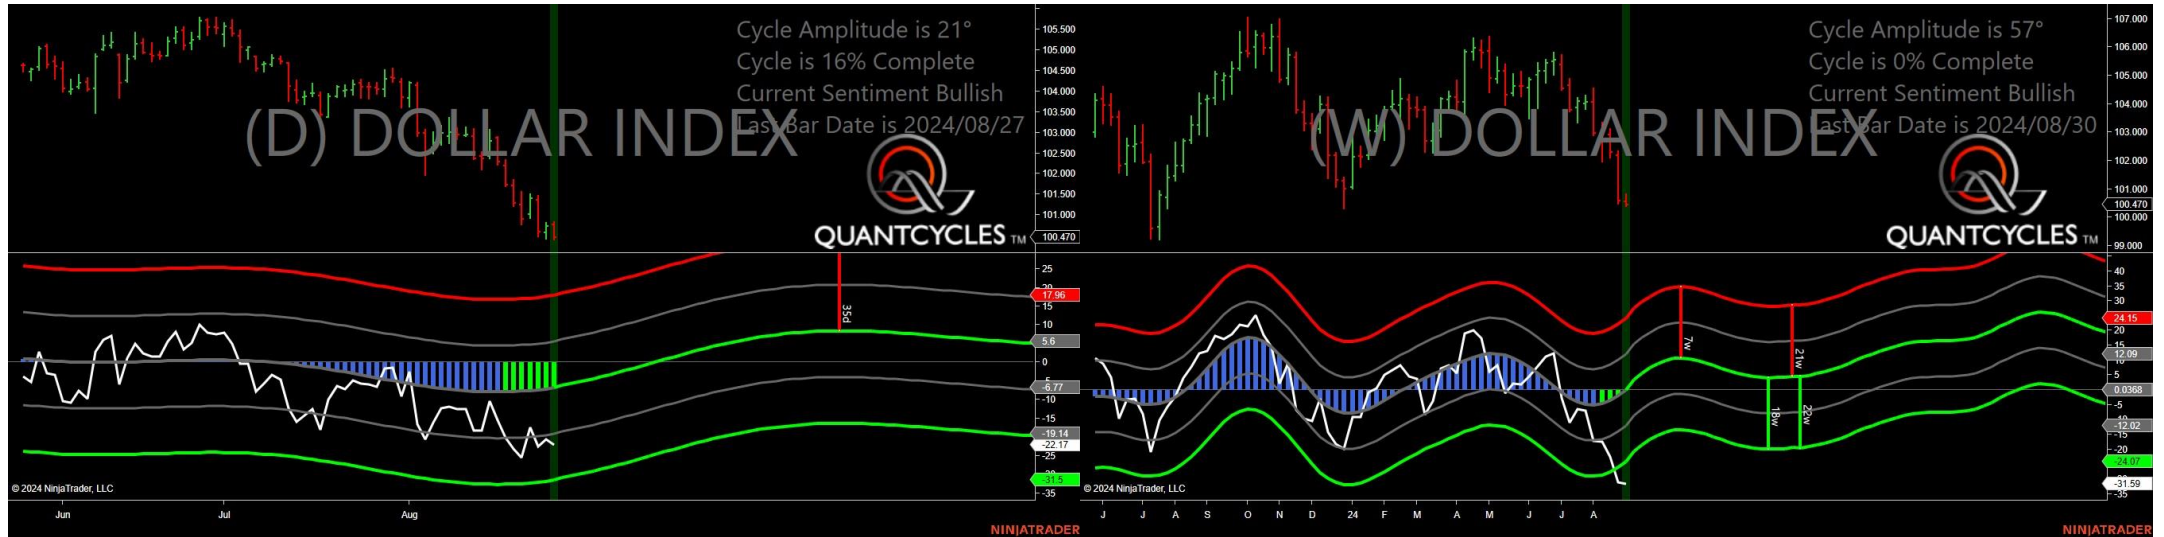 Cycle Amplitude is 21°
Cycle is 16% Complete
Current Sentiment Bullish
Last Bar Date is 2024/08/27
(D) DOLLAR INDEX
QUANTCYCLES TM
105.500
105.000
104.500
104.000
103.500
103.000
102.500
102.000
101.500
101.000
100.470
25
17.96
15
10
5.6
0
-6.77
-10
-15
-19.14
-22.17
-25
-31.5
-35
35d
© 2024 NinjaTrader, LLC
Jun Jul Aug
NINJATRADER
Cycle Amplitude is 57°
Cycle is 0% Complete
Current Sentiment Bullish
Last Bar Date is 2024/08/30
(W) DOLLAR INDEX
QUANTCYCLES TM
107.000
106.000
105.000
104.000
103.000
102.000
101.000
100.470
100.000
99.000
40
35
30
24.15
20
15
12.09
5
0.0368
-5
-12.02
-15
-20
-24.07
-31.59
-35
7w
21w
18w
22w
© 2024 NinjaTrader, LLC
J J A S O N D 24 F M A M J J A
NINJATRADER